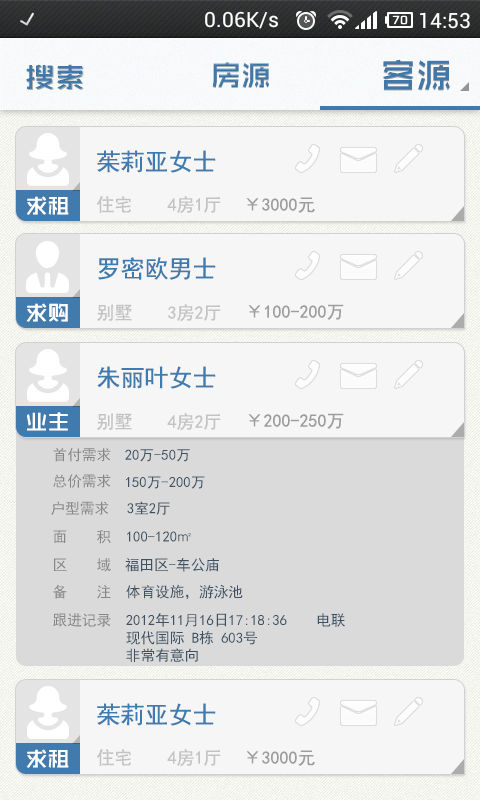 0.06K/s 70 14:53
搜索 房源 客源
茱莉亚女士
求租 住宅 4房1厅 ￥3000元
罗密欧男士
求购 别墅 3房2厅 ￥100-200万
朱丽叶女士
业主 别墅 4房2厅 ￥200-250万
首付需求 20万-50万
总价需求 150万-200万
户型需求 3室2厅
面 积 100-120㎡
区 域 福田区-车公庙
备 注 体育设施，游泳池
跟进记录 2012年11月16日17:18:36 电联
现代国际 B栋 603号
非常有意向
茱莉亚女士
求租 住宅 4房1厅 ￥3000元